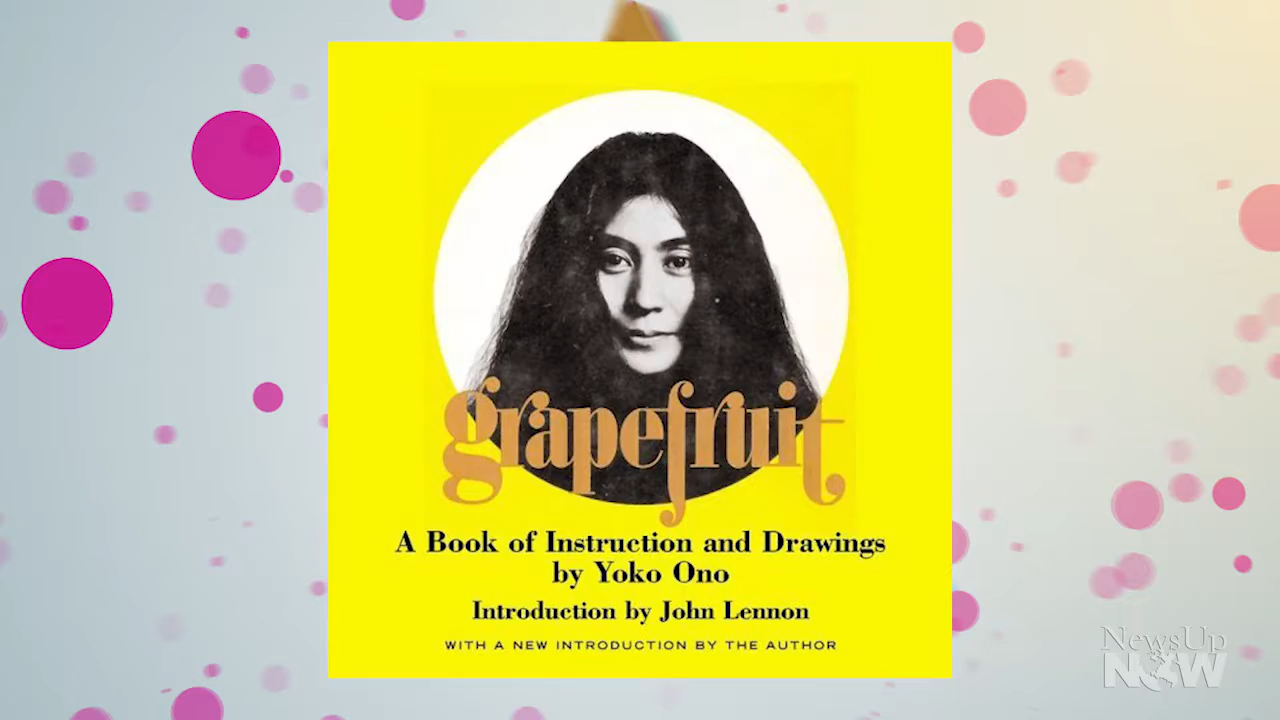 grapefruit
A Book of Instruction and Drawings
by Yoko Ono
Introduction by John Lennon
WITH A NEW INTRODUCTION BY THE AUTHOR
NewsUp
NOW